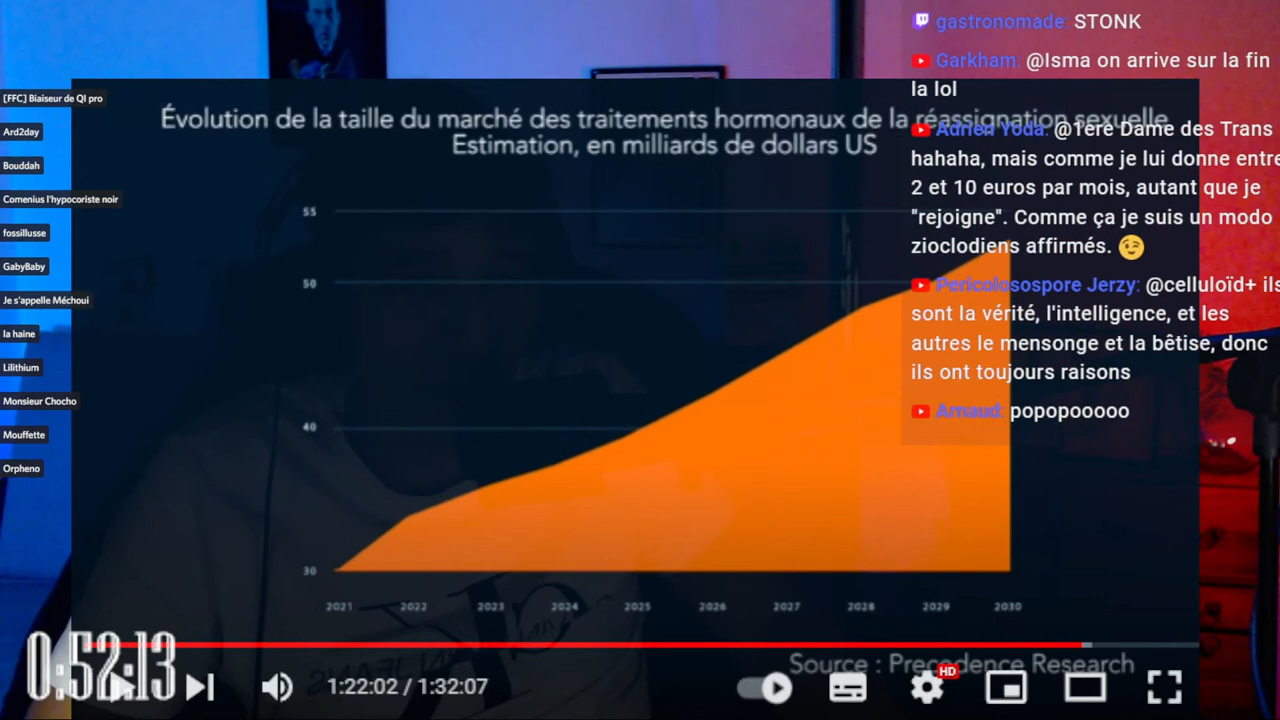 gastronomade: STONK
Garkham: @Isma on arrive sur la fin
la lol
Adrien Yoda: @1ère Dame des Trans
hahaha, mais comme je lui donne entre
2 et 10 euros par mois, autant que je
"rejoigne". Comme ça je suis un modo
zioclodiens affirmés. 😉
Pericolosospore Jerzy: @celluloïd+ ils
sont la vérité, l'intelligence, et les
autres le mensonge et la bêtise, donc
ils ont toujours raisons
Arnaud: popopooooo
[FFC] Biaiseur de QI pro
Ard2day
Bouddah
Comenius l'hypocoriste noir
fossillusse
GabyBaby
Je s'appelle Méchoui
la haine
Lilithium
Monsieur Chocho
Mouffette
Orpheno
Évolution de la taille du marché des traitements hormonaux de la réassignation sexuelle
Estimation, en milliards de dollars US
55
50
40
30
2021 2022 2023 2024 2025 2026 2027 2028 2029 2030
Source : Precedence Research
0:52:13
1:22:02 / 1:32:07
HD